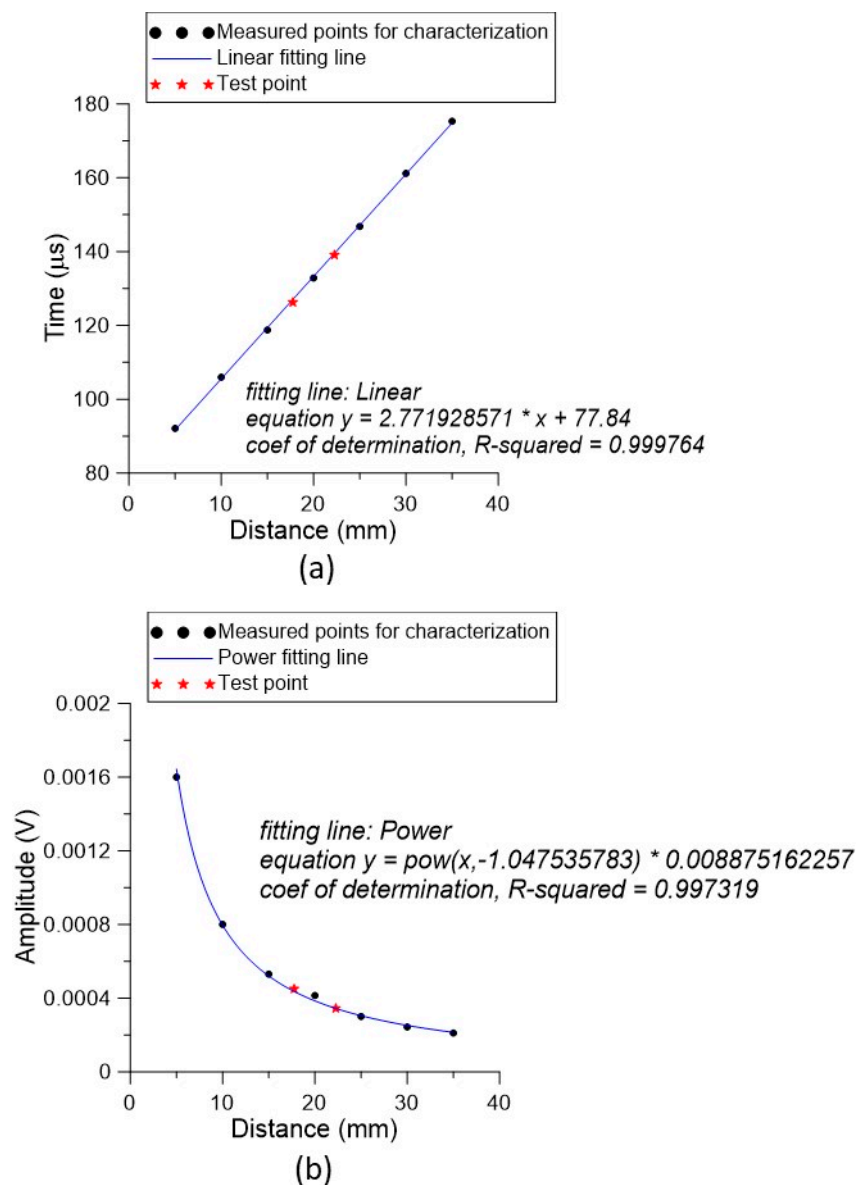 Measured points for characterization
Linear fitting line
Test point
180
160
140
120
100
80
Time (μs)
fitting line: Linear
equation y = 2.771928571 * x + 77.84
coef of determination, R-squared = 0.999764
0 10 20 30 40
Distance (mm)
(a)
Measured points for characterization
Power fitting line
Test point
0.002
0.0016
0.0012
0.0008
0.0004
0
Amplitude (V)
fitting line: Power
equation y = pow(x,-1.047535783) * 0.008875162257
coef of determination, R-squared = 0.997319
0 10 20 30 40
Distance (mm)
(b)